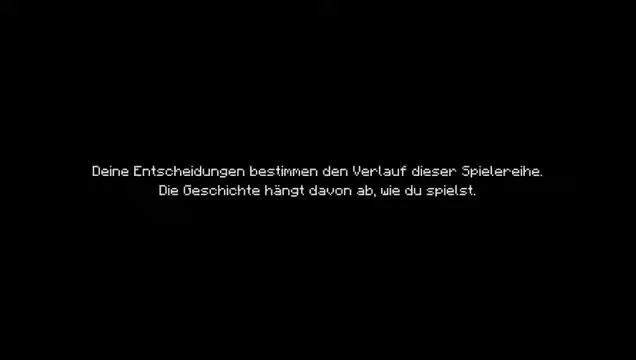 Deine Entscheidungen bestimmen den Verlauf dieser Spielereihe.
Die Geschichte hängt davon ab, wie du spielst.